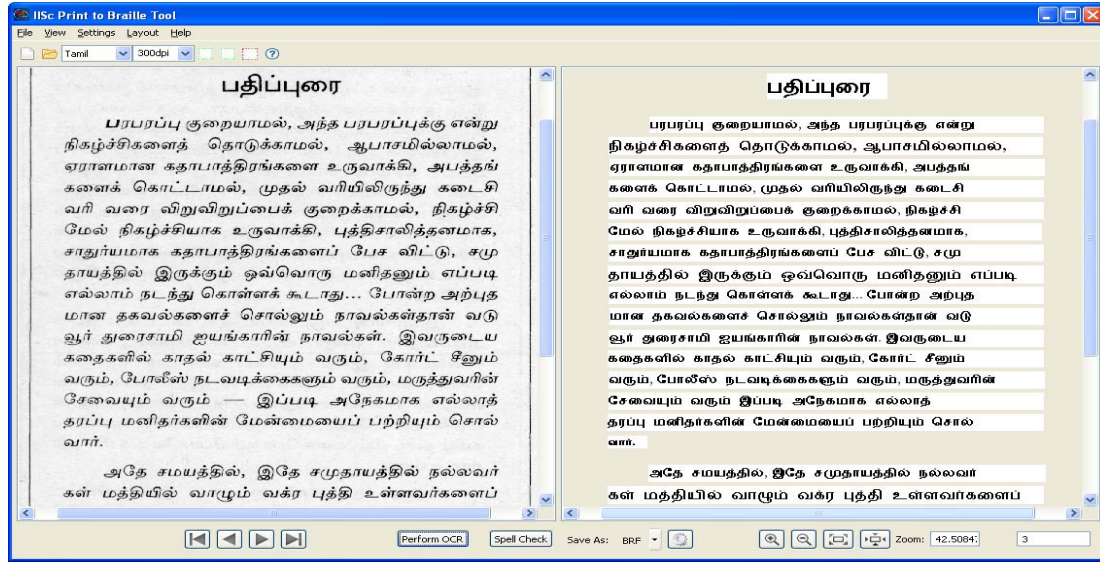 IISc Print to Braille Tool
File View Settings Layout Help
Tamil 300dpi
பதிப்புரை
பரபரப்பு குறையாமல், அந்த பரபரப்புக்கு என்று
நிகழ்ச்சிகளைத் தொடுக்காமல், ஆபாசமில்லாமல்,
ஏராளமான கதாபாத்திரங்களை உருவாக்கி, அபத்தங்
களைக் கொட்டாமல், முதல் வரியிலிருந்து கடைசி
வரி வரை விறுவிறுப்பைக் குறைக்காமல், நிகழ்ச்சி
மேல் நிகழ்ச்சியாக உருவாக்கி, புத்திசாலித்தனமாக,
சாதுர்யமாக கதாபாத்திரங்களைப் பேச விட்டு, சமு
தாயத்தில் இருக்கும் ஒவ்வொரு மனிதனும் எப்படி
எல்லாம் நடந்து கொள்ளக் கூடாது... போன்ற அற்புத
மான தகவல்களைச் சொல்லும் நாவல்கள்தான் வடு
வூர் துரைசாமி ஐயங்காரின் நாவல்கள். இவருடைய
கதைகளில் காதல் காட்சியும் வரும், கோர்ட் சீனும்
வரும், போலீஸ் நடவடிக்கைகளும் வரும், மருத்துவரின்
சேவையும் வரும் — இப்படி அநேகமாக எல்லாத்
தரப்பு மனிதர்களின் மேன்மையைப் பற்றியும் சொல்
வார்.
அதே சமயத்தில், இதே சமுதாயத்தில் நல்லவர்
கள் மத்தியில் வாழும் வக்ர புத்தி உள்ளவர்களைப்
பதிப்புரை
பரபரப்பு குறையாமல், அந்த பரபரப்புக்கு என்று
நிகழ்ச்சிகளைத் தொடுக்காமல், ஆபாசமில்லாமல்,
ஏராளமான கதாபாத்திரங்களை உருவாக்கி, அபத்தங்
களைக் கொட்டாமல், முதல் வரியிலிருந்து கடைசி
வரி வரை விறுவிறுப்பைக் குறைக்காமல், நிகழ்ச்சி
மேல் நிகழ்ச்சியாக உருவாக்கி, புத்திசாலித்தனமாக,
சாதுர்யமாக கதாபாத்திரங்களைப் பேச விட்டு, சமு
தாயத்தில் இருக்கும் ஒவ்வொரு மனிதனும் எப்படி
எல்லாம் நடந்து கொள்ளக் கூடாது... போன்ற அற்புத
மான தகவல்களைச் சொல்லும் நாவல்கள்தான் வடு
வூர் துரைசாமி ஐயங்காரின் நாவல்கள். இவருடைய
கதைகளில் காதல் காட்சியும் வரும், கோர்ட் சீனும்
வரும், போலீஸ் நடவடிக்கைகளும் வரும், மருத்துவரின்
சேவையும் வரும் இப்படி அநேகமாக எல்லாத்
தரப்பு மனிதர்களின் மேன்மையைப் பற்றியும் சொல்
வார்.
அதே சமயத்தில், இதே சமுதாயத்தில் நல்லவர்
கள் மத்தியில் வாழும் வக்ர புத்தி உள்ளவர்களைப்
Perform OCR Spell Check Save As: BRF Zoom: 42.5084 3